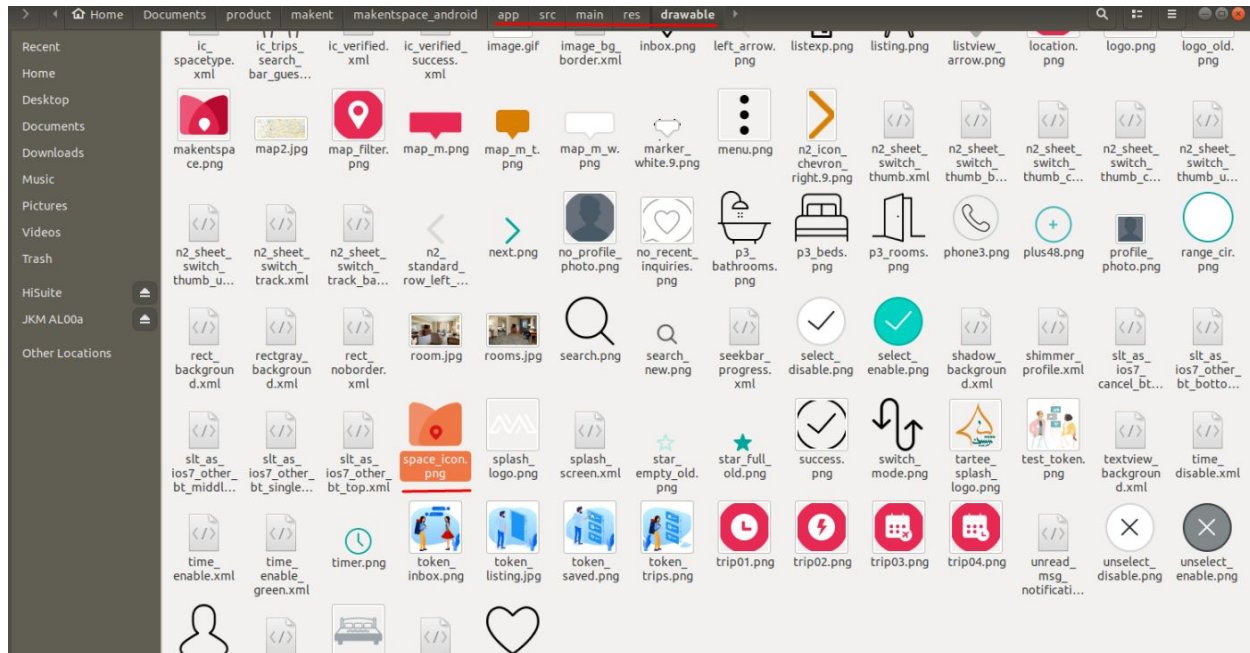 Home Documents product makent makentspace_android app src main res drawable
Recent
Home
Desktop
Documents
Downloads
Music
Pictures
Videos
Trash
HiSuite
JKM AL00a
Other Locations
ic_ ic_trips_ ic_verified. ic_verified_ image.gif image_bg_ inbox.png left_arrow. listexp.png listing.png listview_ location. logo.png logo_old.
spacetype. search_ xml success. border.xml png arrow.png png png
xml bar_gues... xml
makentspa map2.jpg map_filter. map_m.png map_m_t. map_m_w. marker_ menu.png n2_icon_ n2_sheet_ n2_sheet_ n2_sheet_ n2_sheet_
ce.png png png png white.9.png chevron_ switch_ switch_ switch_ switch_
right.9.png thumb.xml thumb_b... thumb_c... thumb_u...
n2_sheet_ n2_sheet_ n2_sheet_ n2_ next.png no_profile_ no_recent_ p3_ p3_beds. p3_rooms. phone3.png plus48.png profile_ range_cir.
switch_ switch_ switch_ standard_ photo.png inquiries. bathrooms. png png photo.png png
thumb_u... track.xml track_ba... row_left_... png png
rect_ rectgray_ rect_ room.jpg rooms.jpg search.png search_ seekbar_ select_ select_ shadow_ shimmer_ slt_as_ slt_as_
backgroun backgroun noborder. new.png progress. disable.png enable.png backgroun profile.xml ios7_ ios7_other_
d.xml d.xml xml xml d.xml cancel_bt... bt_botto...
slt_as_ slt_as_ slt_as_ space_icon. splash_ splash_ star_ star_full_ success. switch_ tartee_ test_token. textview_ time_
ios7_other_ ios7_other_ ios7_other_ png logo.png screen.xml empty_old. old.png png mode.png splash_ png backgroun disable.xml
bt_middl... bt_single... bt_top.xml png logo.png d.xml
time_ time_ timer.png token_ token_ token_ token_ trip01.png trip02.png trip03.png trip04.png unread_ unselect_ unselect_
enable.xml enable_ inbox.png listing.jpg saved.png trips.png msg_ disable.png enable.png
green.xml notificati...